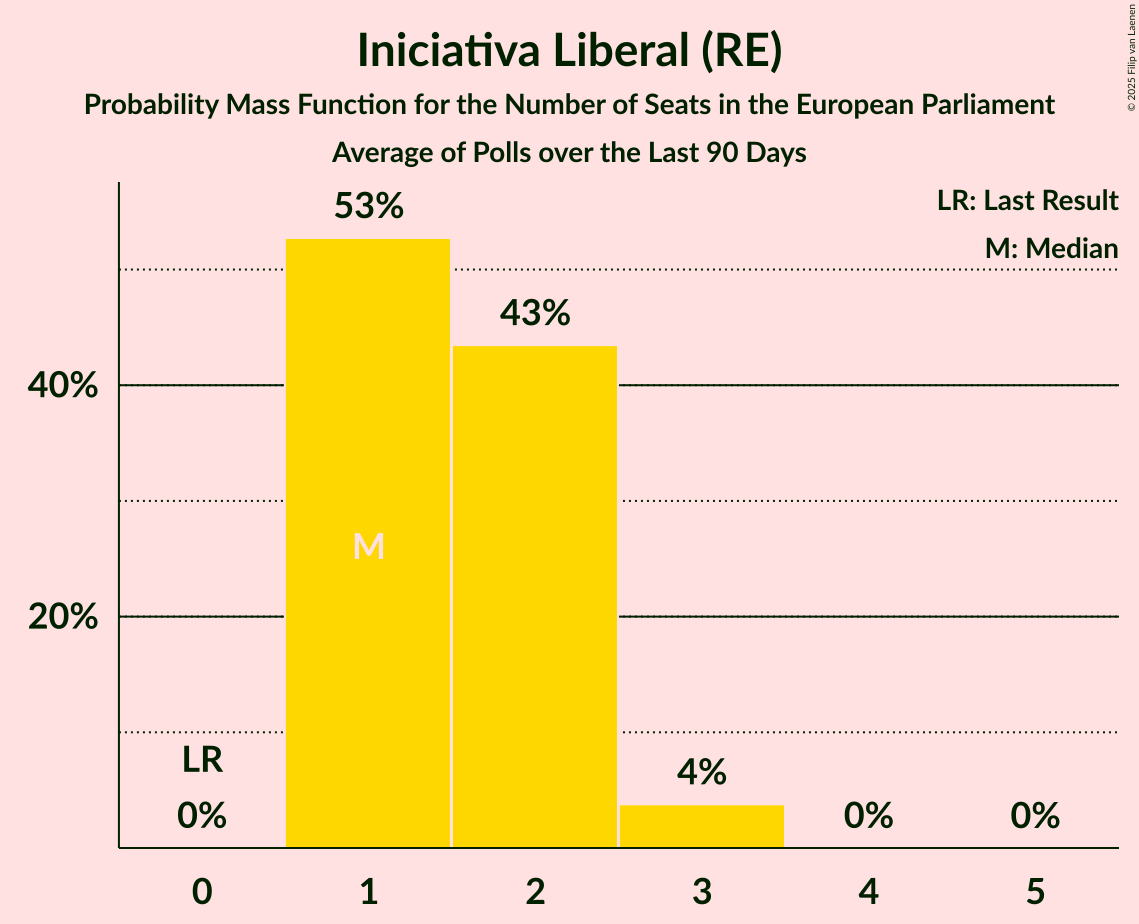 Iniciativa Liberal (RE)
Probability Mass Function for the Number of Seats in the European Parliament
Average of Polls over the Last 90 Days
© 2025 Filip van Laenen
LR: Last Result
M: Median
53%
43%
40%
M
20%
LR
4%
0%
0%
0%
0
1
2
3
4
5